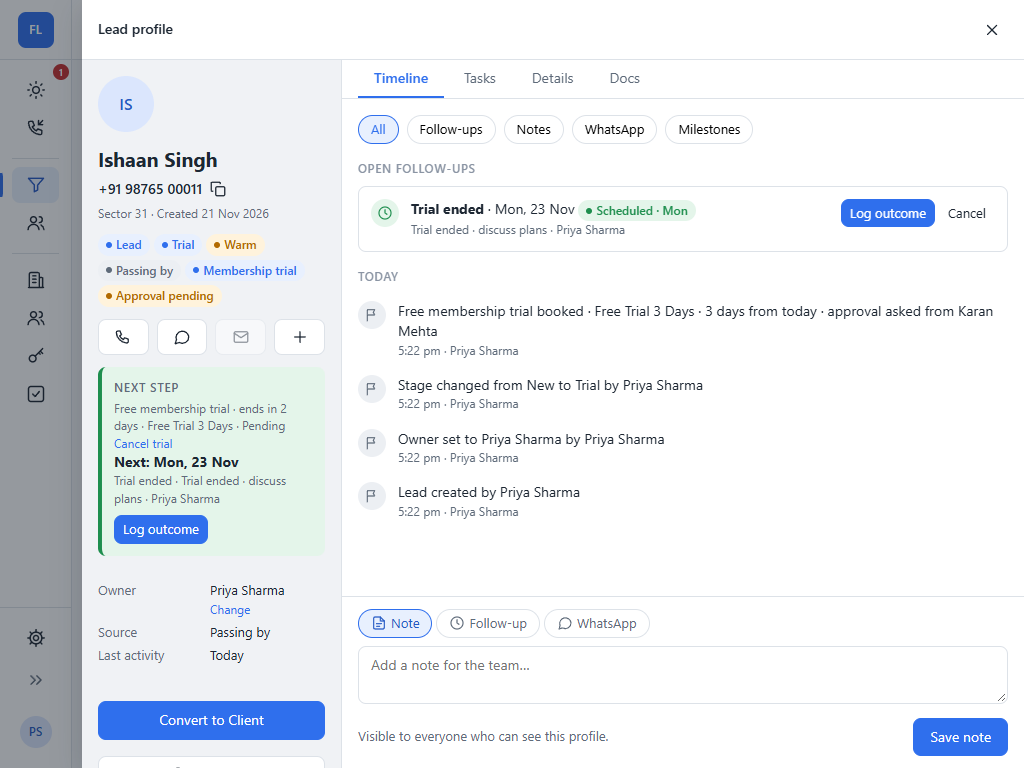 FL
Lead profile
1
IS
Ishaan Singh
+91 98765 00011
Sector 31 · Created 21 Nov 2026
Lead
Trial
Warm
Passing by
Membership trial
Approval pending
NEXT STEP
Free membership trial · ends in 2
days · Free Trial 3 Days · Pending
Cancel trial
Next: Mon, 23 Nov
Trial ended · Trial ended · discuss
plans · Priya Sharma
Log outcome
Owner Priya Sharma
Change
Source Passing by
Last activity Today
Convert to Client
PS
Timeline Tasks Details Docs
All Follow-ups Notes WhatsApp Milestones
OPEN FOLLOW-UPS
Trial ended · Mon, 23 Nov Scheduled · Mon
Trial ended · discuss plans · Priya Sharma
Log outcome Cancel
TODAY
Free membership trial booked · Free Trial 3 Days · 3 days from today · approval asked from Karan
Mehta
5:22 pm · Priya Sharma
Stage changed from New to Trial by Priya Sharma
5:22 pm · Priya Sharma
Owner set to Priya Sharma by Priya Sharma
5:22 pm · Priya Sharma
Lead created by Priya Sharma
5:22 pm · Priya Sharma
Note Follow-up WhatsApp
Add a note for the team...
Visible to everyone who can see this profile.
Save note